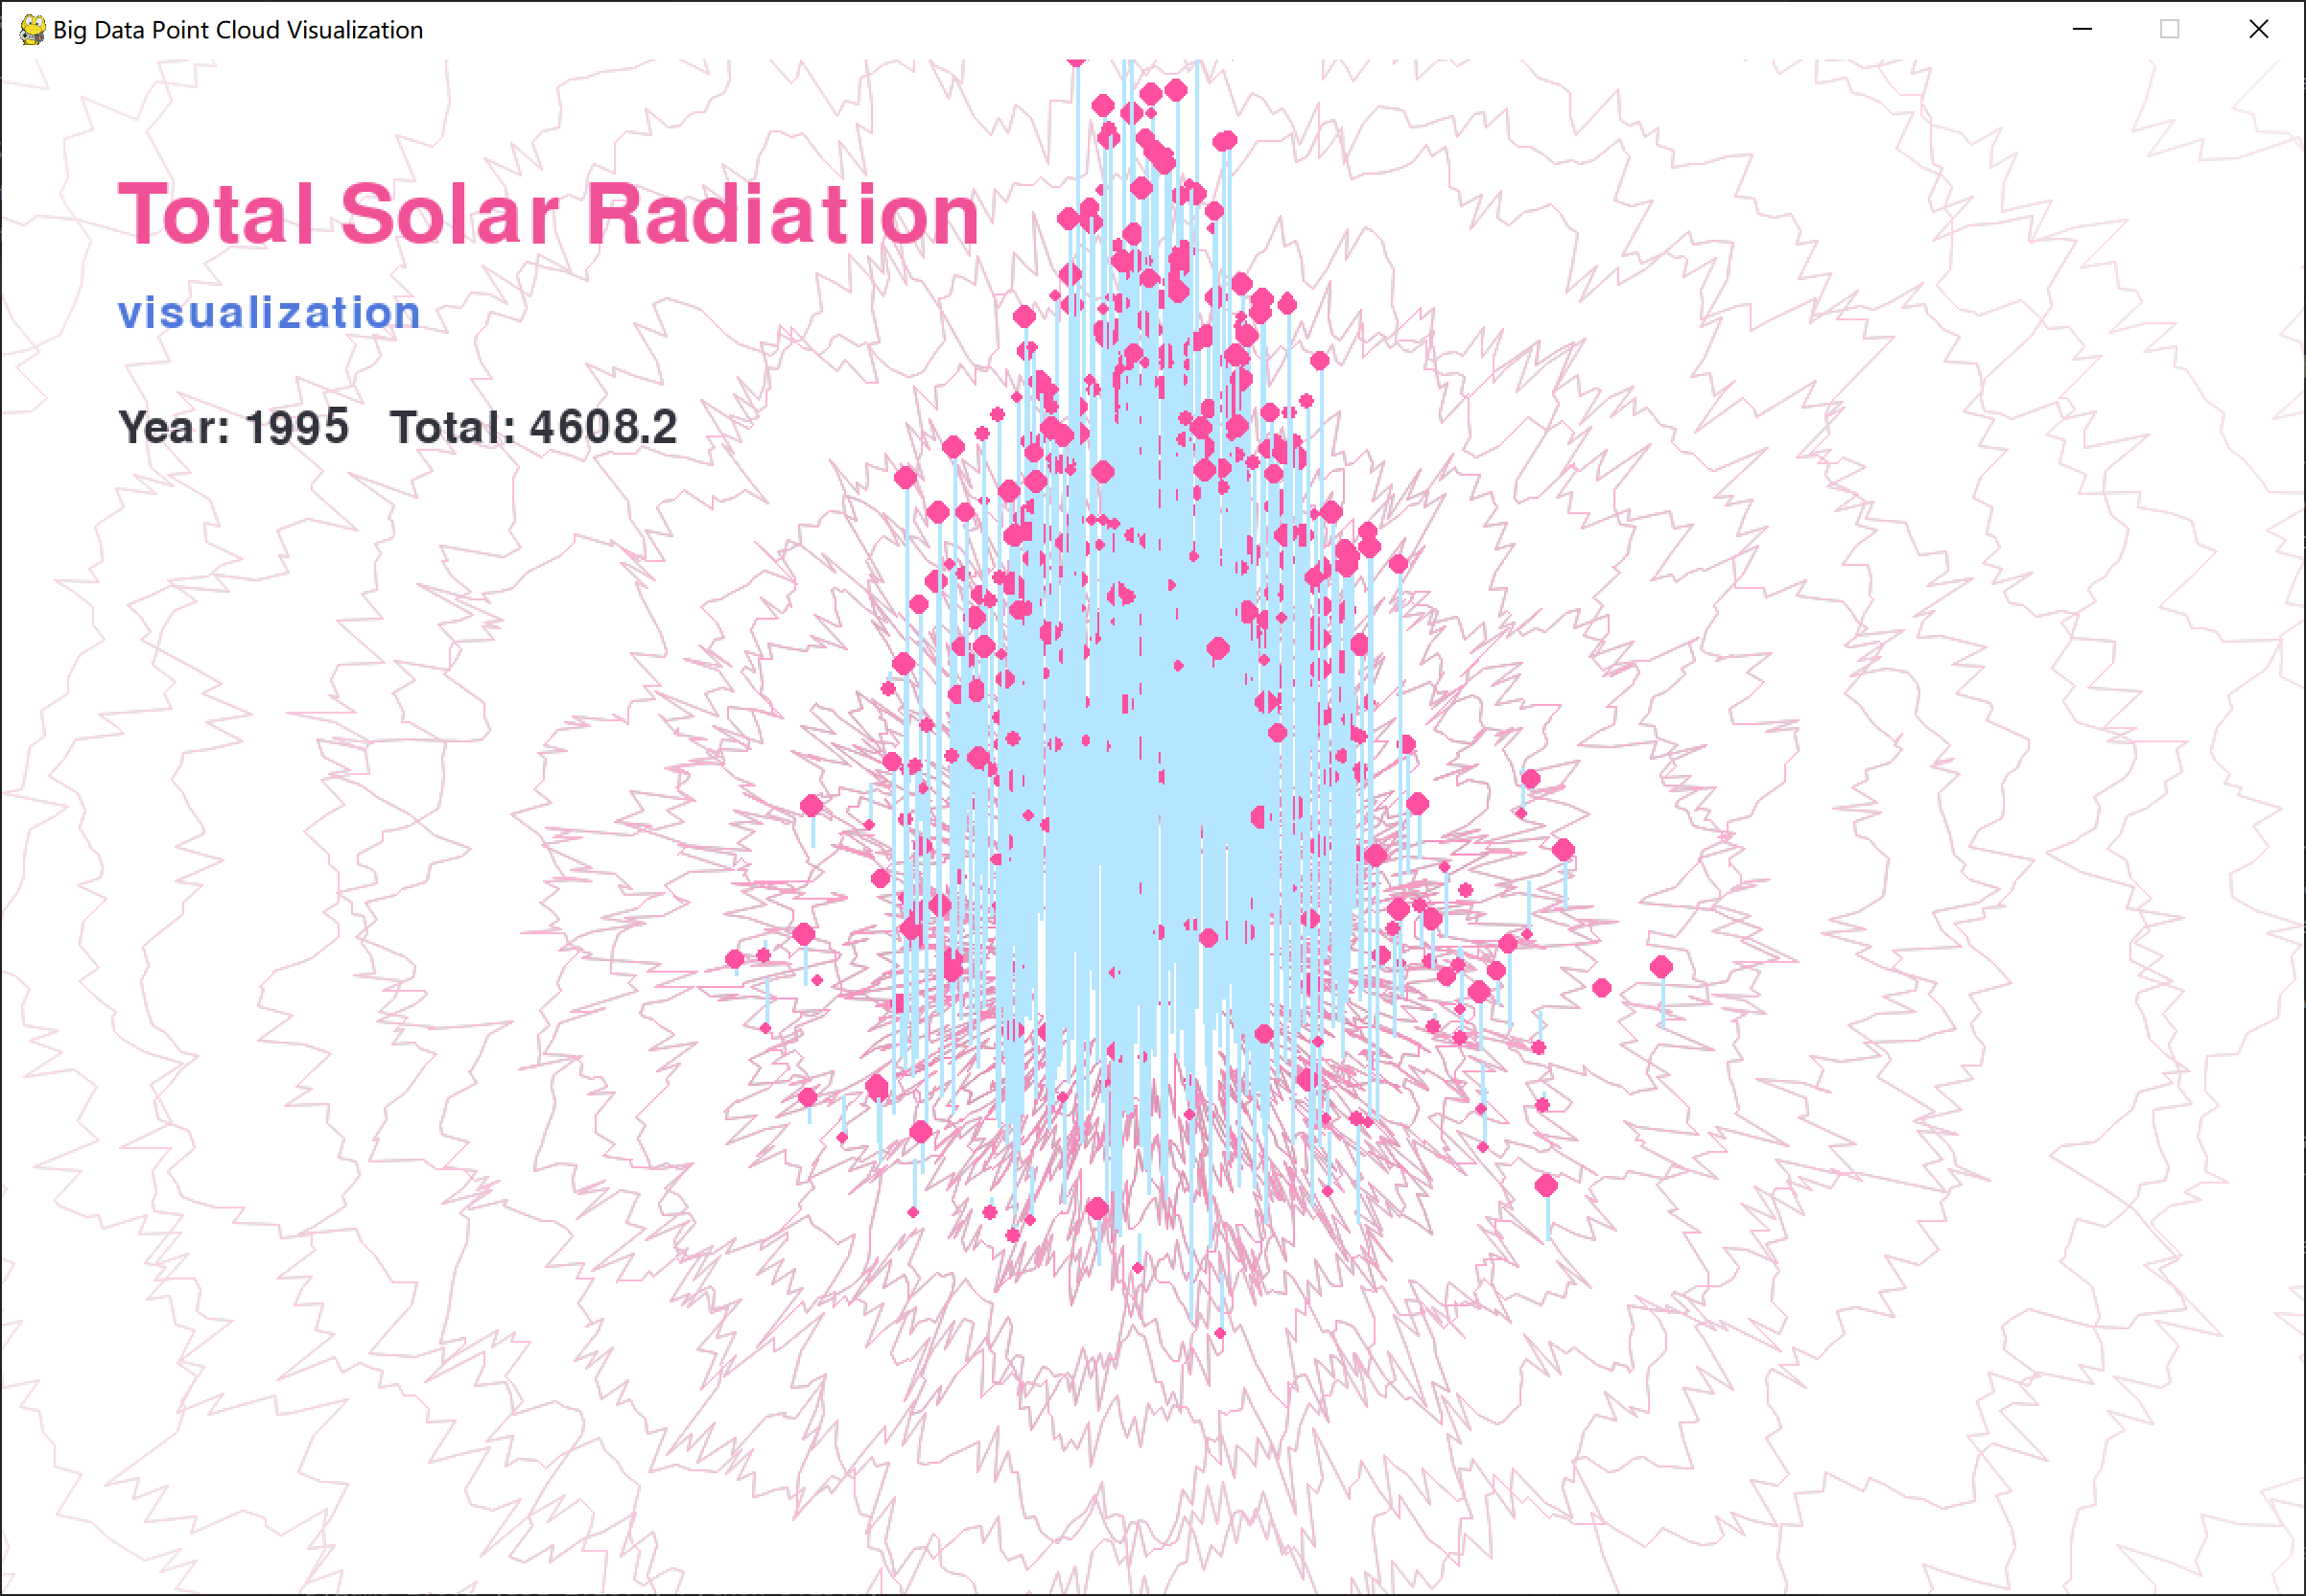 Big Data Point Cloud Visualization
Total Solar Radiation
visualization
Year: 1995 Total: 4608.2